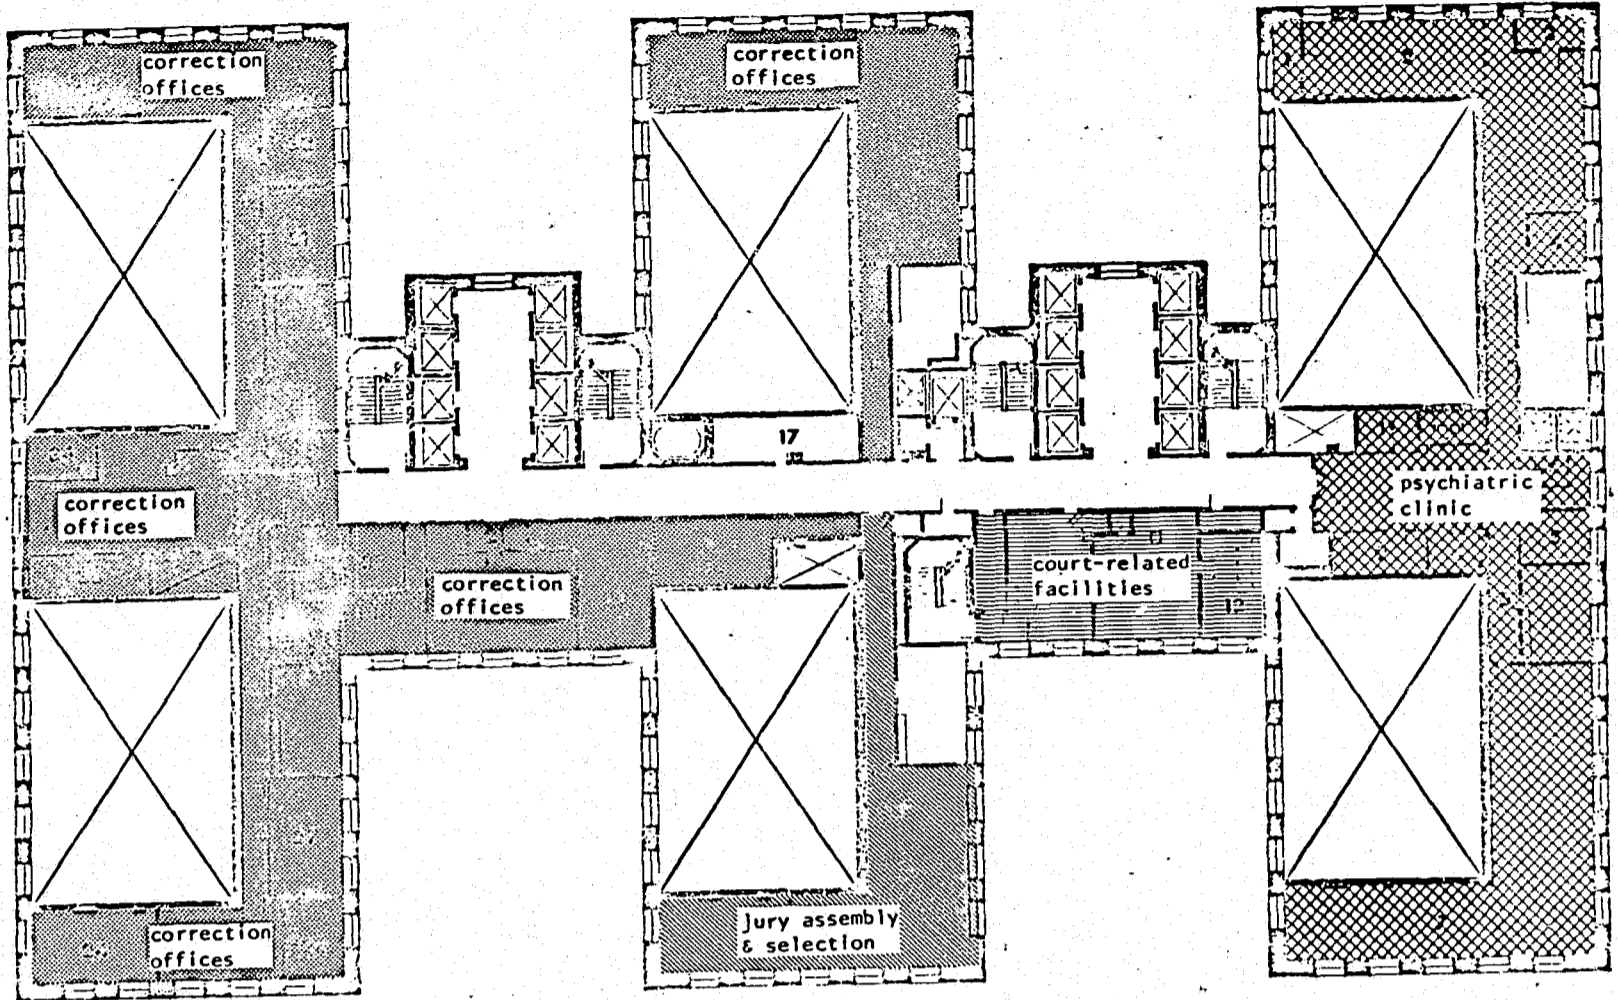 correction
offices
correction
offices
17
correction
offices
psychiatric
clinic
correction
offices
court-related
facilities
12
jury assembly
& selection
correction
offices